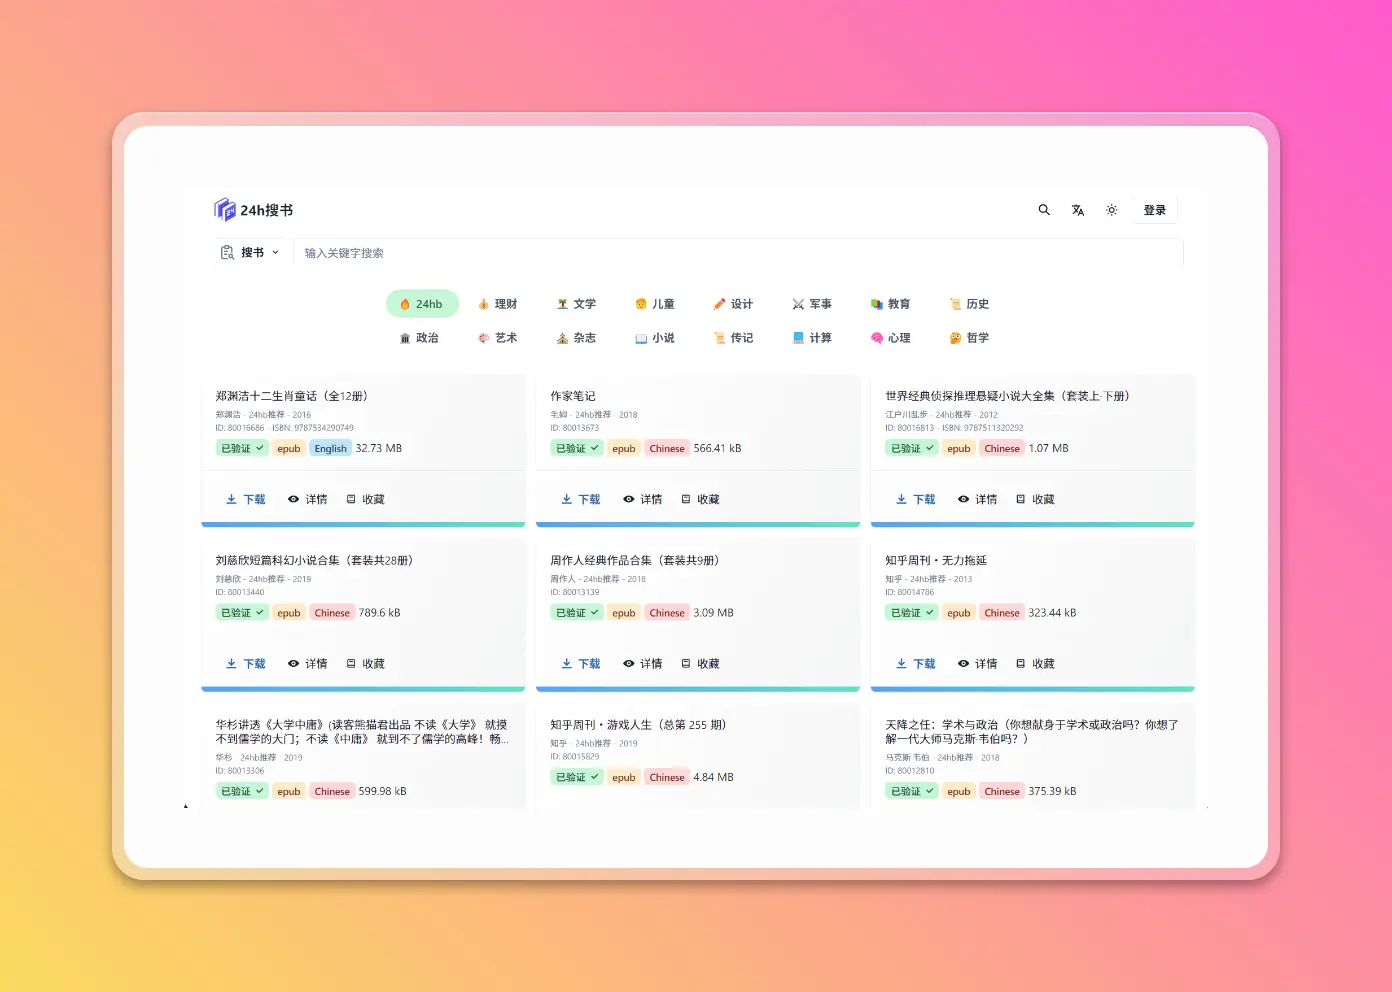 24h搜书
登录
搜书
输入关键字搜索
24hb 理财 文学 儿童 设计 军事 教育 历史
政治 艺术 杂志 小说 传记 计算 心理 哲学
郑渊洁十二生肖童话（全12册）
郑渊洁 - 24hb推荐 - 2016
ID: 80016686 - ISBN: 9787534290749
已验证 epub English 32.73 MB
下载 详情 收藏
作家笔记
毛姆 - 24hb推荐 - 2018
ID: 80013673
已验证 epub Chinese 566.41 kB
下载 详情 收藏
世界经典侦探推理悬疑小说大全集（套装上·下册）
江户川乱步 - 24hb推荐 - 2012
ID: 80016813 - ISBN: 9787511320292
已验证 epub Chinese 1.07 MB
下载 详情 收藏
刘慈欣短篇科幻小说合集（套装共28册）
刘慈欣 - 24hb推荐 - 2019
ID: 80013440
已验证 epub Chinese 789.6 kB
下载 详情 收藏
周作人经典作品合集（套装共9册）
周作人 - 24hb推荐 - 2018
ID: 80013139
已验证 epub Chinese 3.09 MB
下载 详情 收藏
知乎周刊・无力拖延
知乎 - 24hb推荐 - 2013
ID: 80014786
已验证 epub Chinese 323.44 kB
下载 详情 收藏
华杉讲透《大学中庸》(读客熊猫君出品 不读《大学》 就摸
不到儒学的大门；不读《中庸》 就到不了儒学的高峰！畅...
华杉 - 24hb推荐 - 2019
ID: 80013306
已验证 epub Chinese 599.98 kB
知乎周刊・游戏人生（总第 255 期）
知乎 - 24hb推荐 - 2019
ID: 80015829
已验证 epub Chinese 4.84 MB
天降之任：学术与政治（你想献身于学术或政治吗？你想了
解一代大师马克斯·韦伯吗？）
马克斯 韦伯 - 24hb推荐 - 2018
ID: 80012810
已验证 epub Chinese 375.39 kB